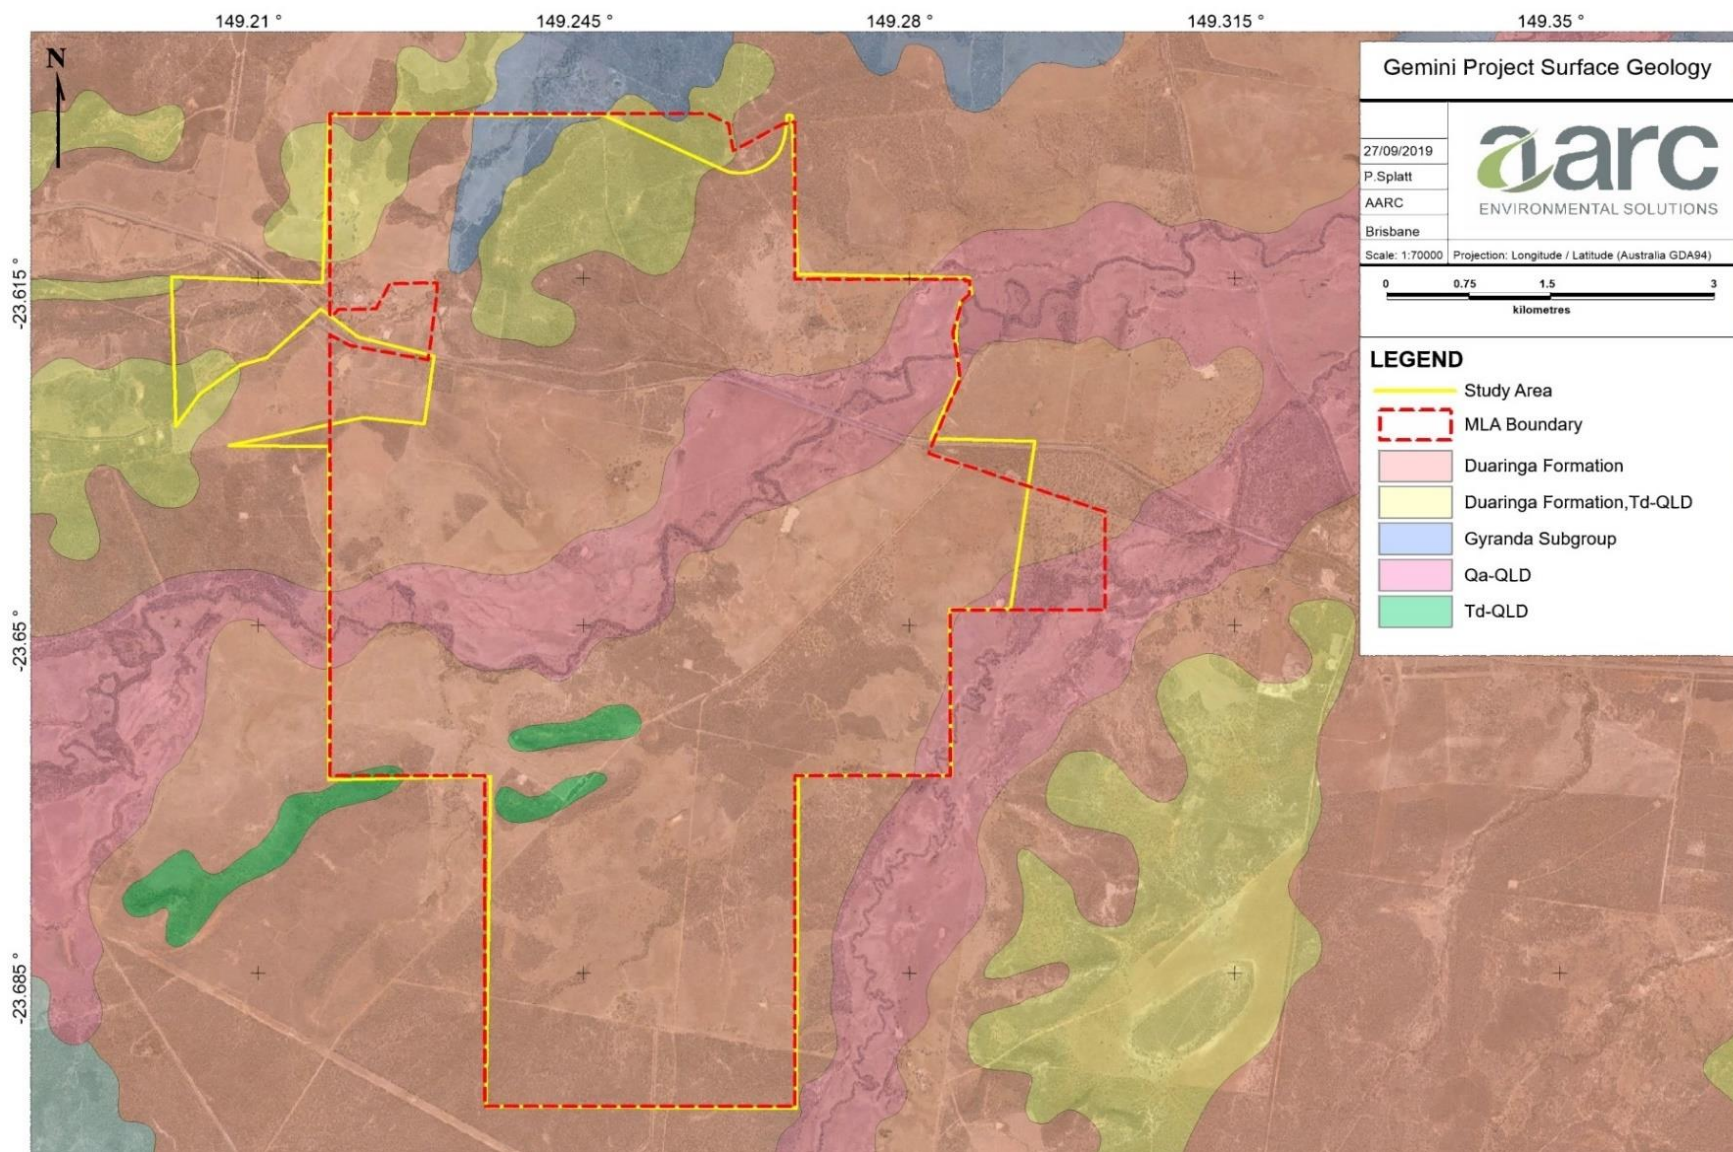 149.21 °
149.245 °
149.28 °
149.315 °
149.35 °
N
-23.615 °
-23.65 °
-23.685 °
Gemini Project Surface Geology
27/09/2019
P.Splatt
AARC
Brisbane
aarc
ENVIRONMENTAL SOLUTIONS
Scale: 1:70000 Projection: Longitude / Latitude (Australia GDA94)
0 0.75 1.5 3
kilometres
LEGEND
Study Area
MLA Boundary
Duaringa Formation
Duaringa Formation,Td-QLD
Gyranda Subgroup
Qa-QLD
Td-QLD